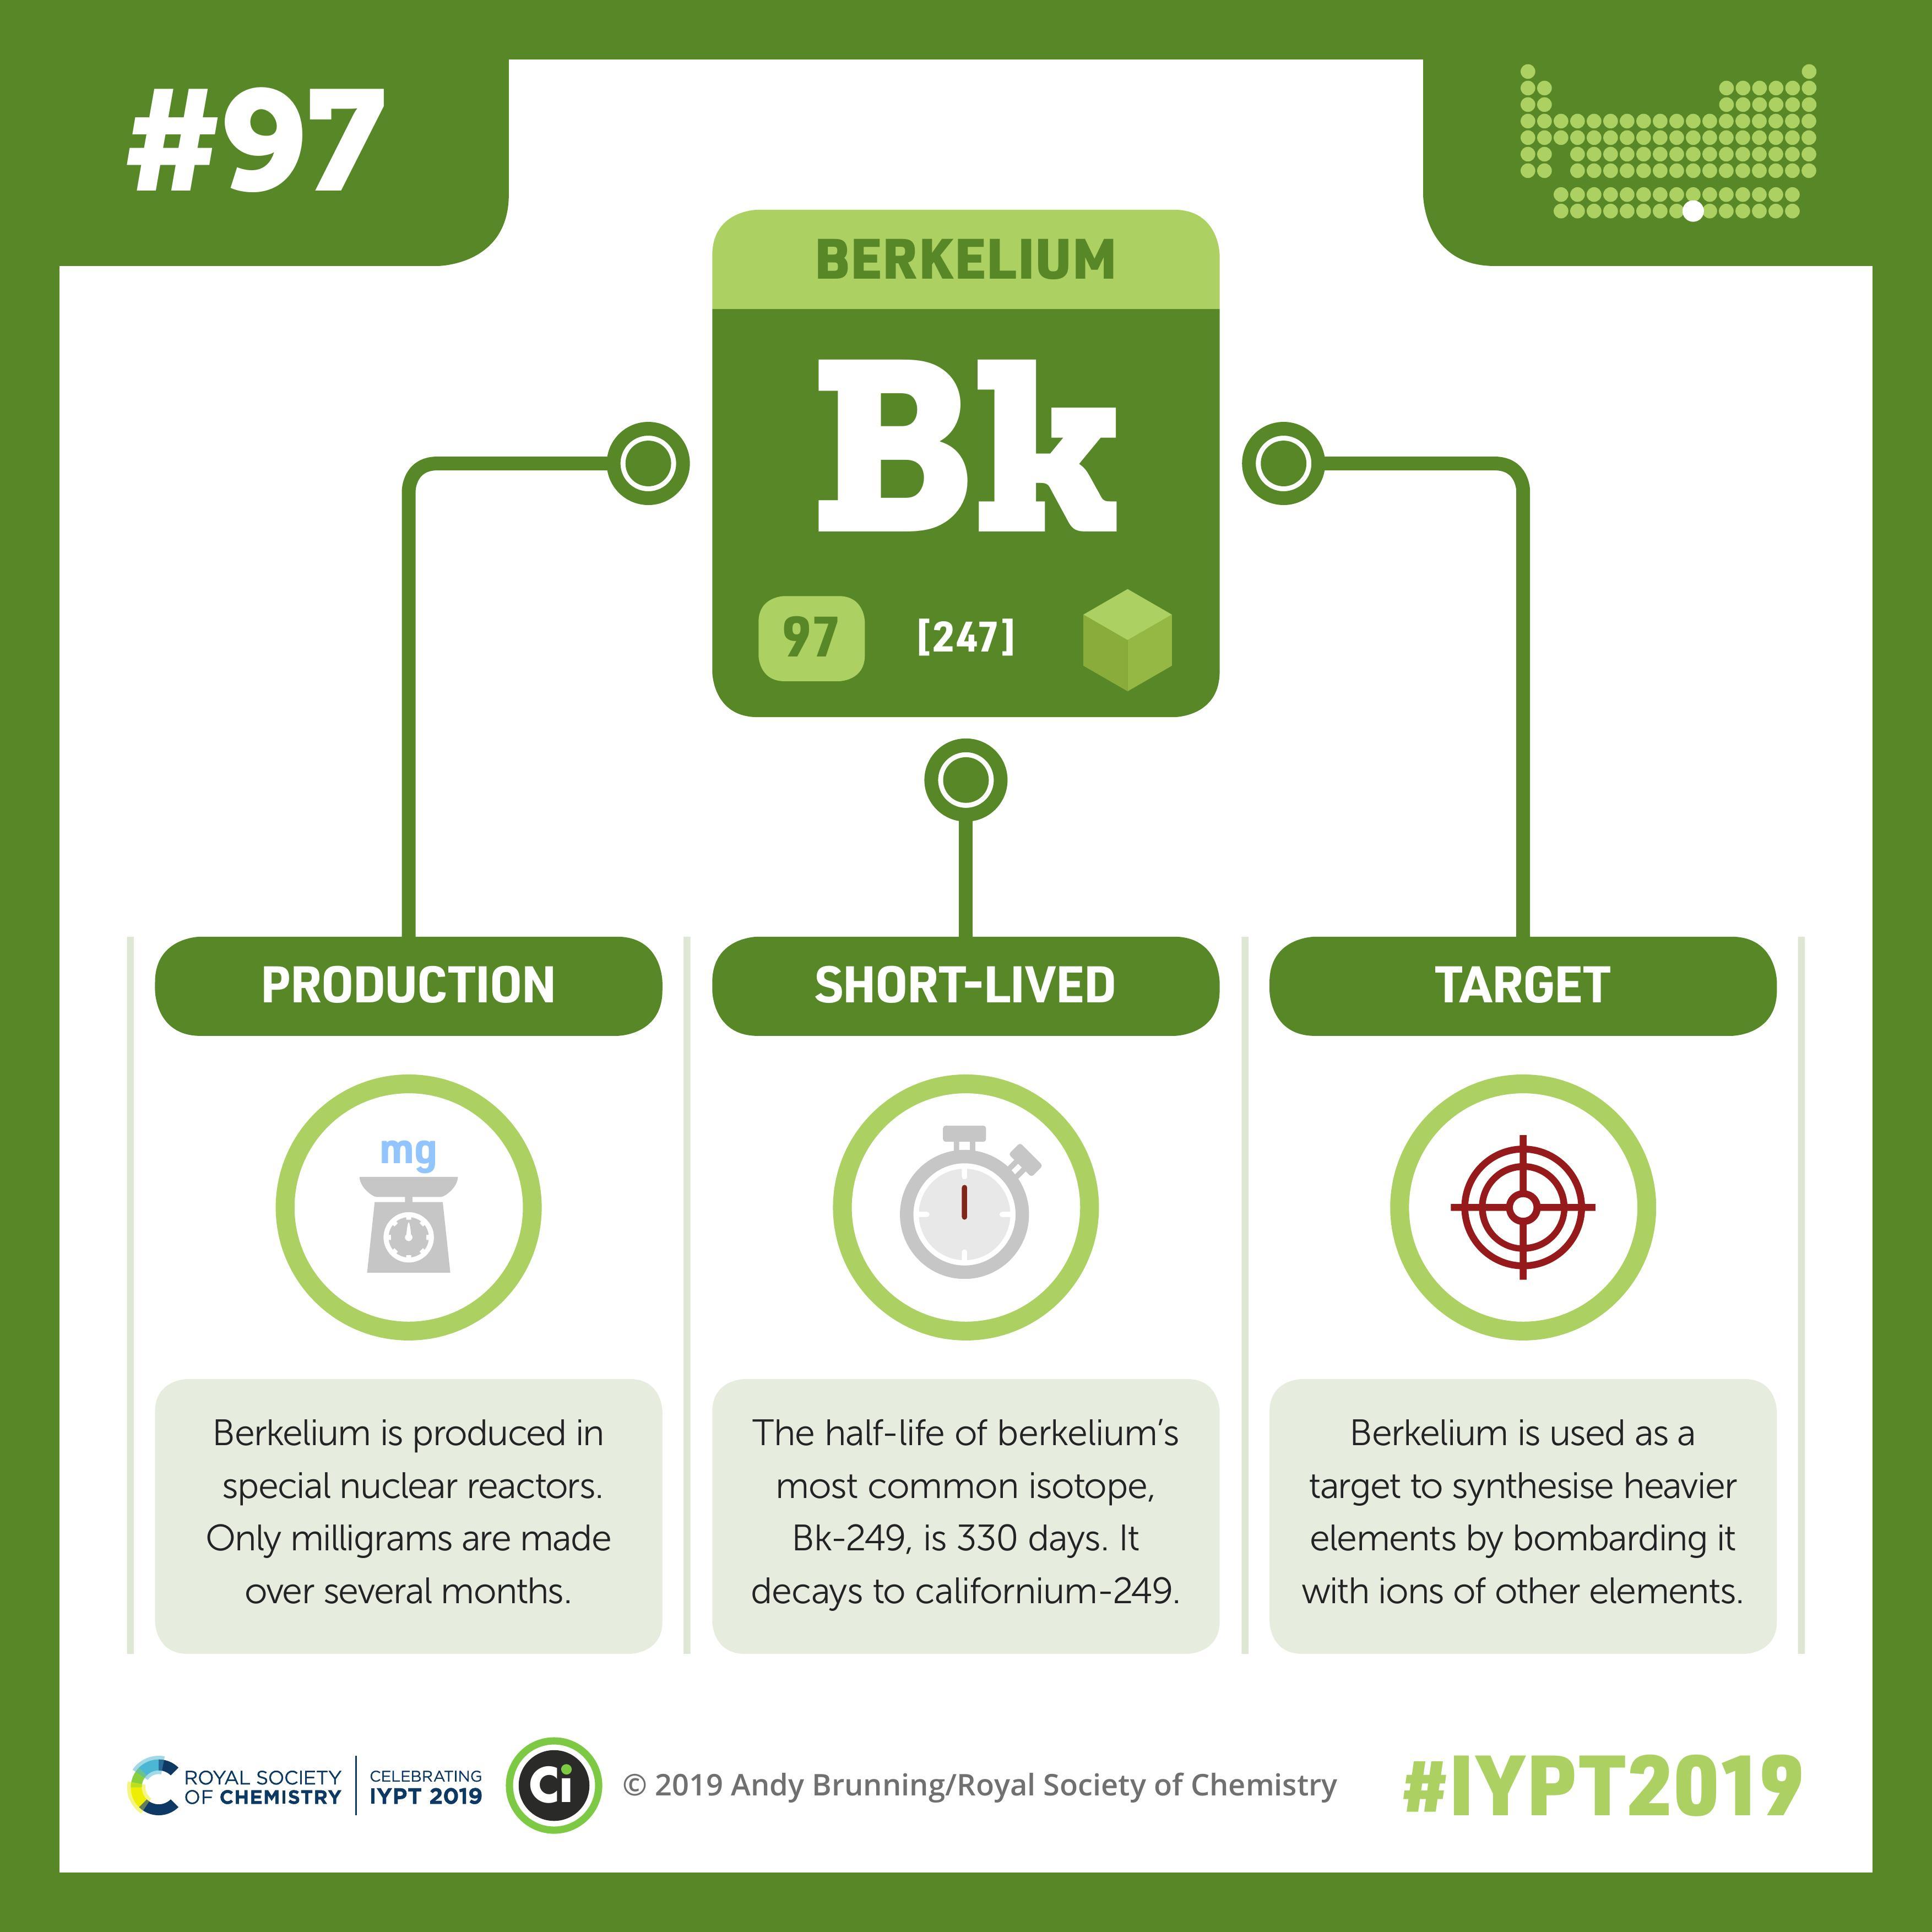 #97
BERKELIUM
Bk
97 [247]
PRODUCTION
mg
Berkelium is produced in
special nuclear reactors.
Only milligrams are made
over several months.
SHORT-LIVED
The half-life of berkelium's
most common isotope,
Bk-249, is 330 days. It
decays to californium-249.
TARGET
Berkelium is used as a
target to synthesise heavier
elements by bombarding it
with ions of other elements.
ROYAL SOCIETY
OF CHEMISTRY
CELEBRATING
IYPT 2019
Ci
© 2019 Andy Brunning/Royal Society of Chemistry
#IYPT2019